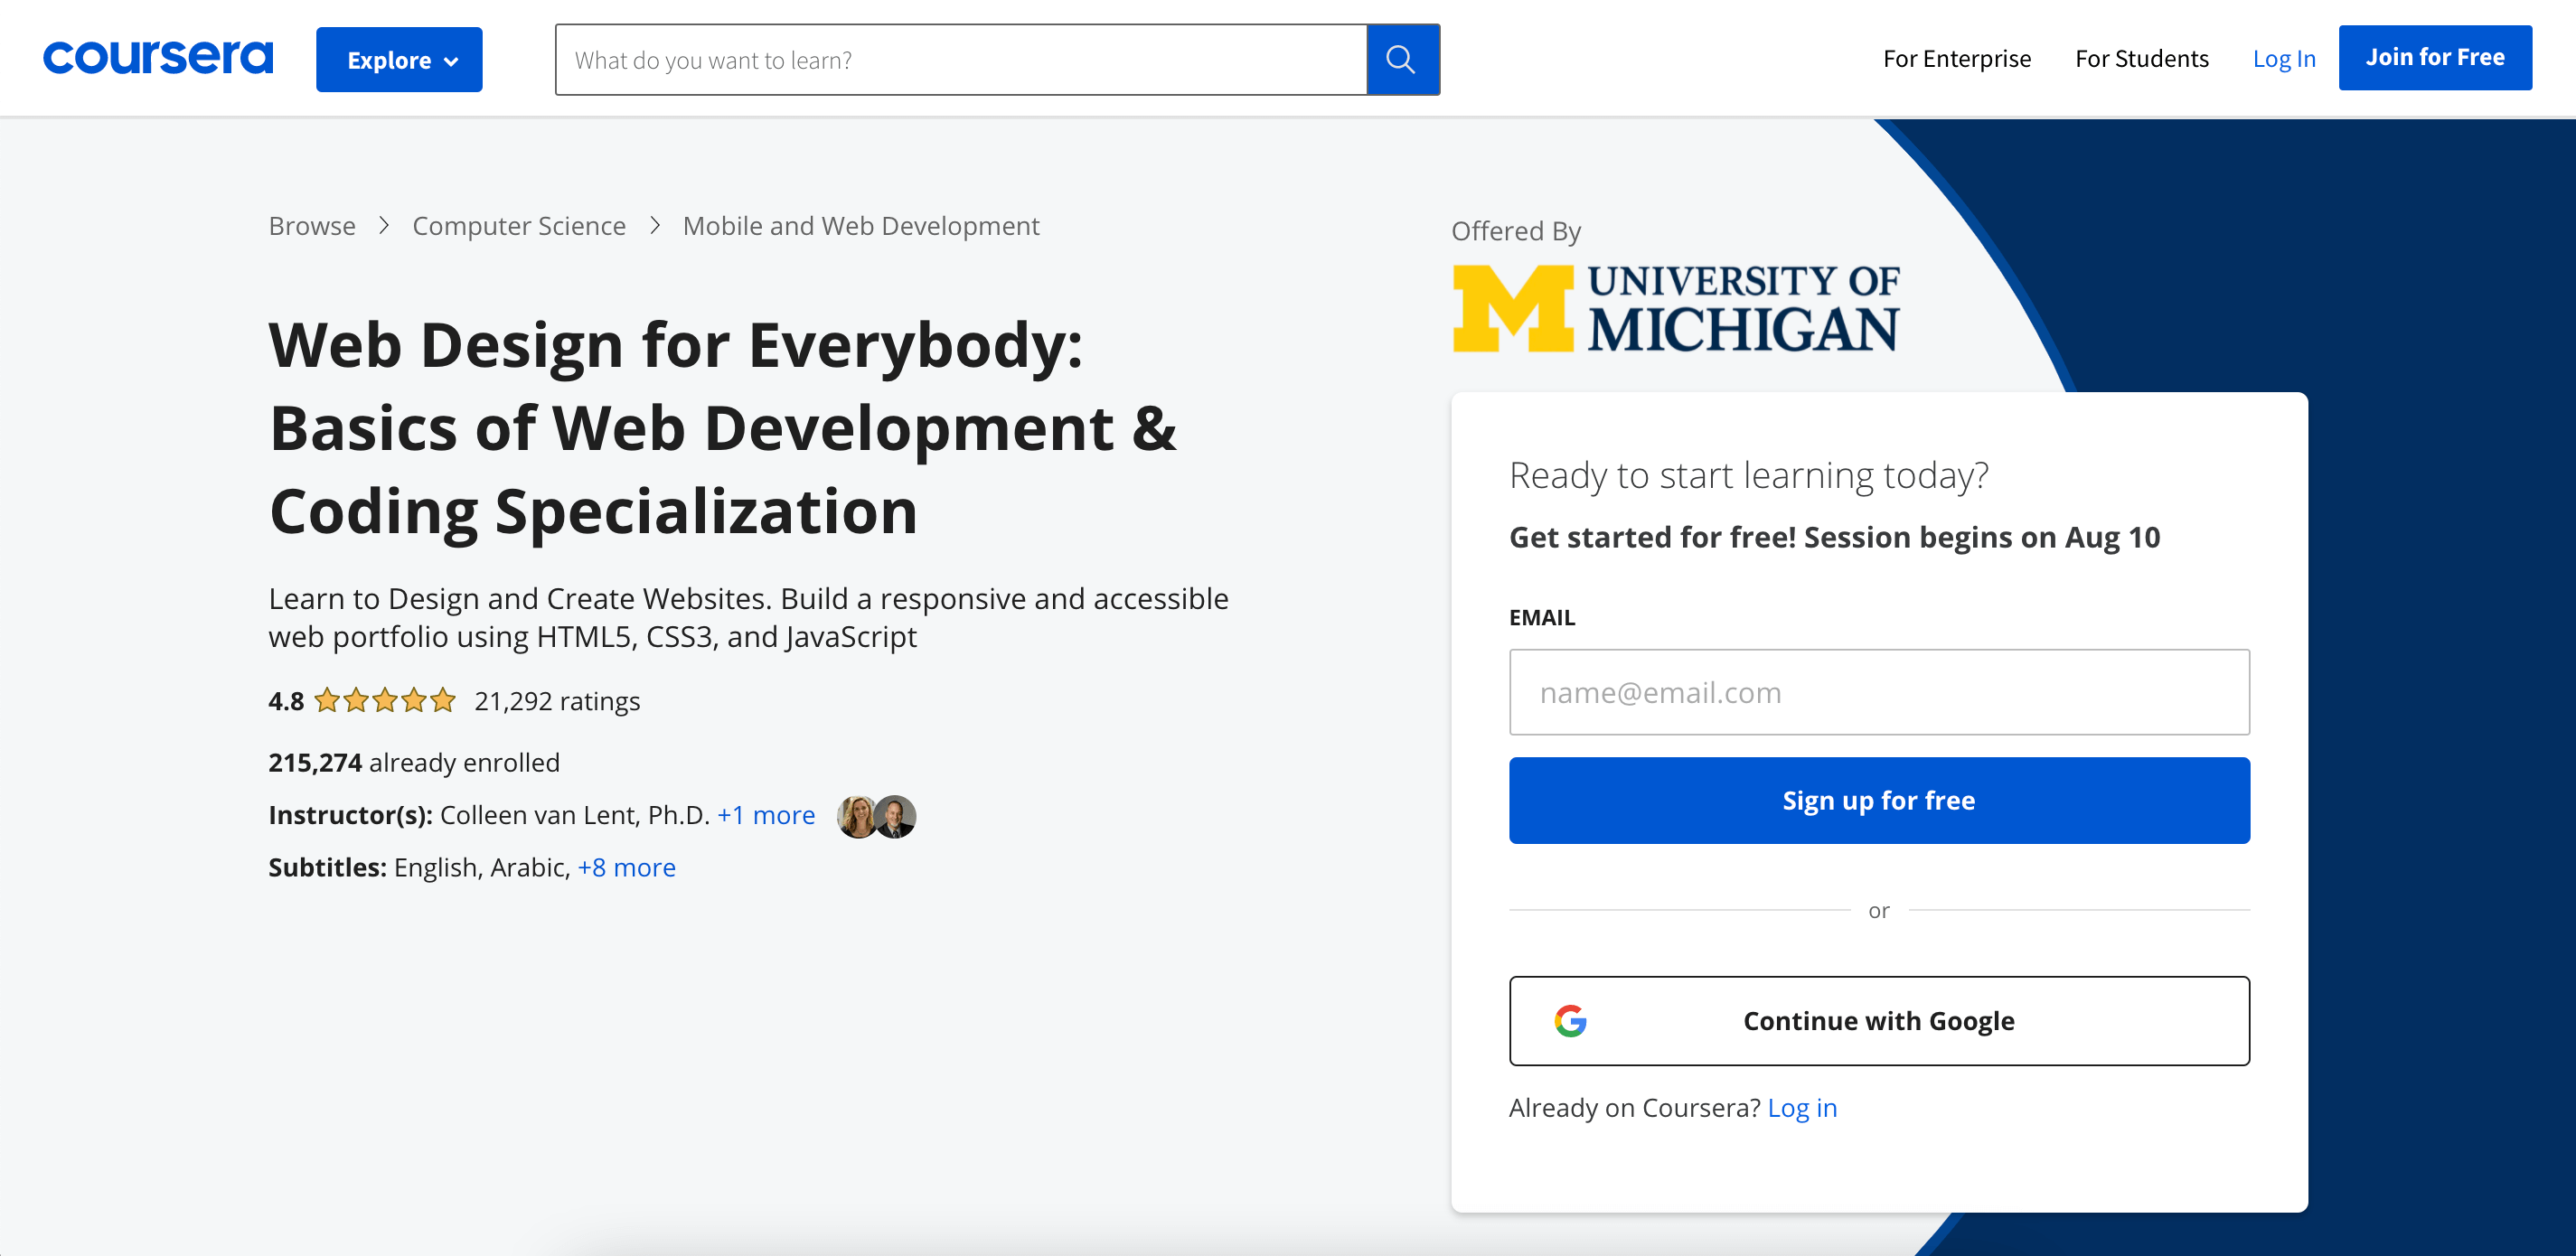 coursera
Explore
What do you want to learn?
For Enterprise
For Students
Log In
Join for Free
Browse > Computer Science > Mobile and Web Development
Web Design for Everybody:
Basics of Web Development &
Coding Specialization
Learn to Design and Create Websites. Build a responsive and accessible
web portfolio using HTML5, CSS3, and JavaScript
4.8 21,292 ratings
215,274 already enrolled
Instructor(s): Colleen van Lent, Ph.D. +1 more
Subtitles: English, Arabic, +8 more
Offered By
M UNIVERSITY OF
MICHIGAN
Ready to start learning today?
Get started for free! Session begins on Aug 10
EMAIL
name@email.com
Sign up for free
or
Continue with Google
Already on Coursera? Log in